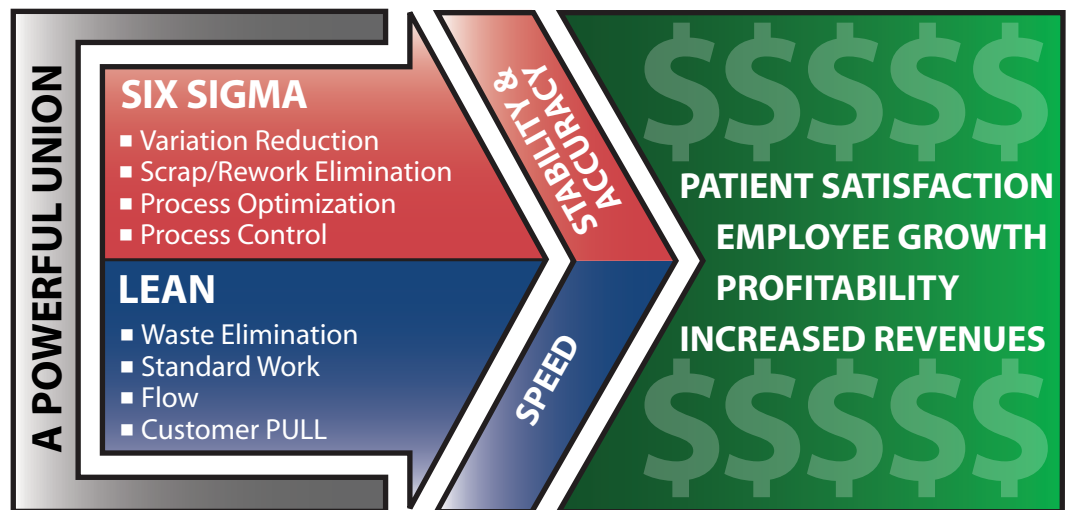 A POWERFUL UNION
SIX SIGMA
■ Variation Reduction
■ Scrap/Rework Elimination
■ Process Optimization
■ Process Control
LEAN
■ Waste Elimination
■ Standard Work
■ Flow
■ Customer PULL
STABILITY &
ACCURACY
SPEED
$$$$$
PATIENT SATISFACTION
EMPLOYEE GROWTH
PROFITABILITY
INCREASED REVENUES
$$$$$